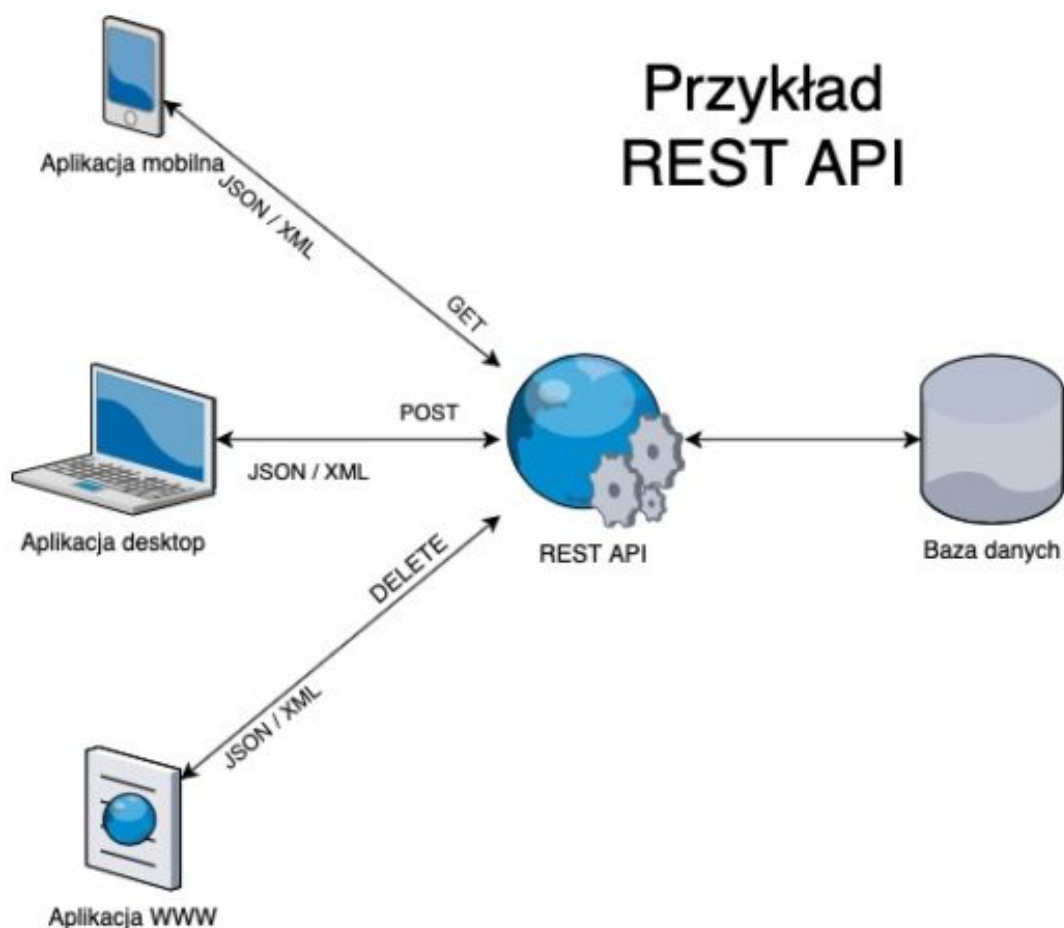 Przykład
REST API
Aplikacja mobilna
JSON / XML
GET
POST
JSON / XML
Aplikacja desktop
REST API
Baza danych
DELETE
JSON / XML
Aplikacja WWW